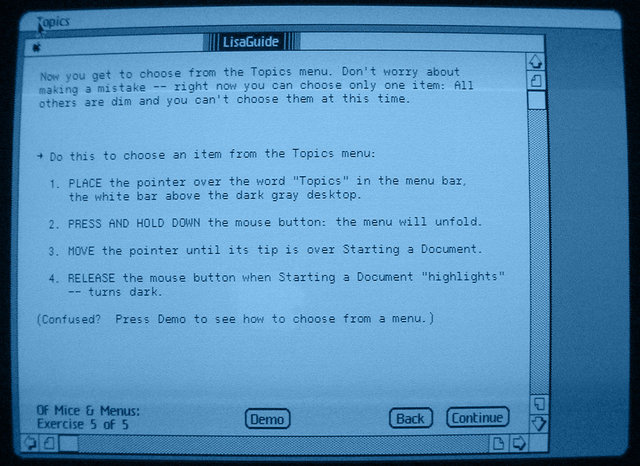 Topics
LisaGuide
Now you get to choose from the Topics menu. Don't worry about
making a mistake -- right now you can choose only one item: All
others are dim and you can't choose them at this time.
→ Do this to choose an item from the Topics menu:
1. PLACE the pointer over the word "Topics" in the menu bar,
the white bar above the dark gray desktop.
2. PRESS AND HOLD DOWN the mouse button: the menu will unfold.
3. MOVE the pointer until its tip is over Starting a Document.
4. RELEASE the mouse button when Starting a Document "highlights"
-- turns dark.
(Confused? Press Demo to see how to choose from a menu.)
Of Mice & Menus:
Exercise 5 of 5
Demo
Back
Continue